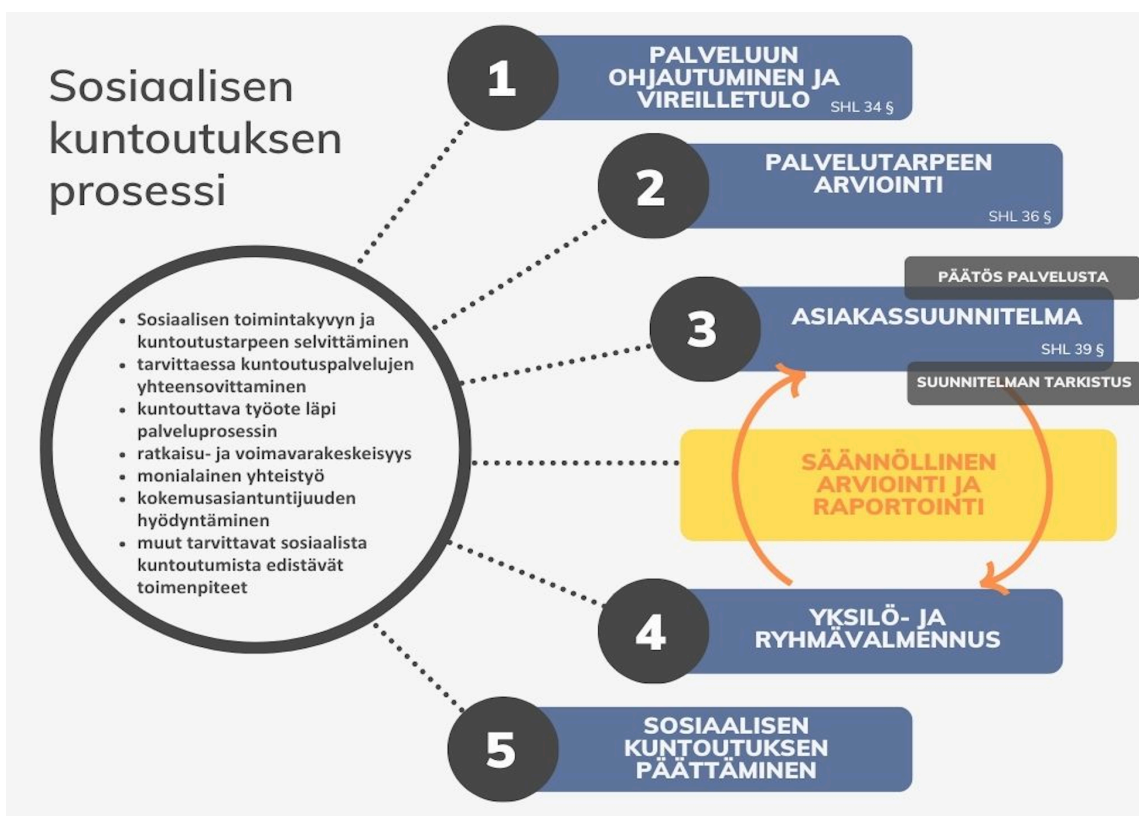 Sosiaalisen
kuntoutuksen
prosessi
1
PALVELUUN
OHJAUTUMINEN JA
VIREILLETULO
SHL 34 §
2
PALVELUTARPEEN
ARVIOINTI
SHL 36 §
PÄÄTÖS PALVELUSTA
3
ASIAKASSUUNNITELMA
SHL 39 §
SUUNNITELMAN TARKISTUS
• Sosiaalisen toimintakyvyn ja
kuntoutustarpeen selvittäminen
• tarvittaessa kuntoutuspalvelujen
yhteensovittaminen
• kuntouttava työote läpi
palveluprosessin
• ratkaisu- ja voimavarakeskeisyys
• monialainen yhteistyö
• kokemusasiantuntijuuden
hyödyntäminen
• muut tarvittavat sosiaalista
kuntoutumista edistävät
toimenpiteet
SÄÄNNÖLLINEN
ARVIOINTI JA
RAPORTOINTI
4
YKSILÖ- JA
RYHMÄVALMENNUS
5
SOSIAALISEN
KUNTOUTUKSEN
PÄÄTTÄMINEN